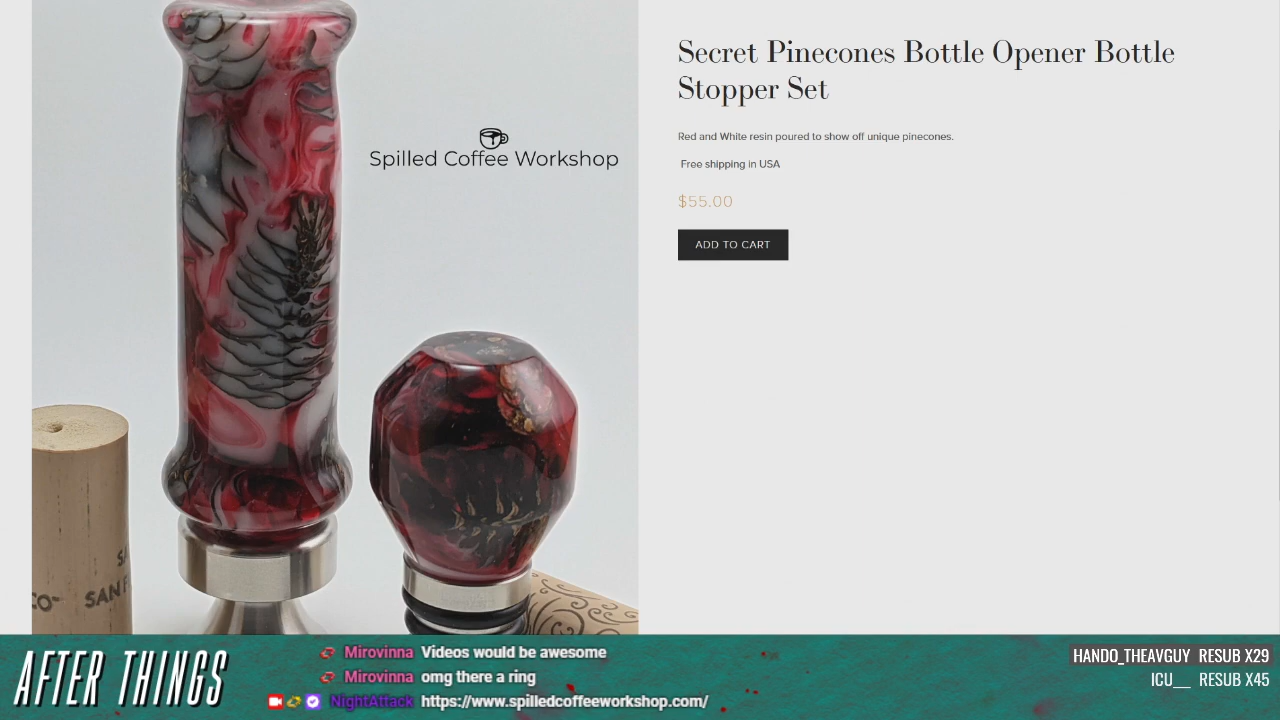 Secret Pinecones Bottle Opener Bottle
Stopper Set
Spilled Coffee Workshop
Red and White resin poured to show off unique pinecones.
Free shipping in USA
$55.00
ADD TO CART
CO-
SAN F
AFTER THINGS
Mirovinna Videos would be awesome
Mirovinna omg there a ring
NightAttack https://www.spilledcoffeeworkshop.com/
HANDO_THEAVGUY RESUB X29
ICU__ RESUB X45